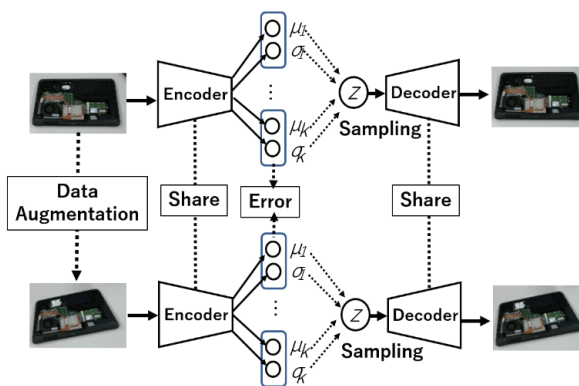 μ1
σ1
Encoder
⋮
Z
Decoder
μk
σk
Sampling
Data
Augmentation
Share
Error
Share
μ1
σ1
Encoder
⋮
Z
Decoder
μk
σk
Sampling